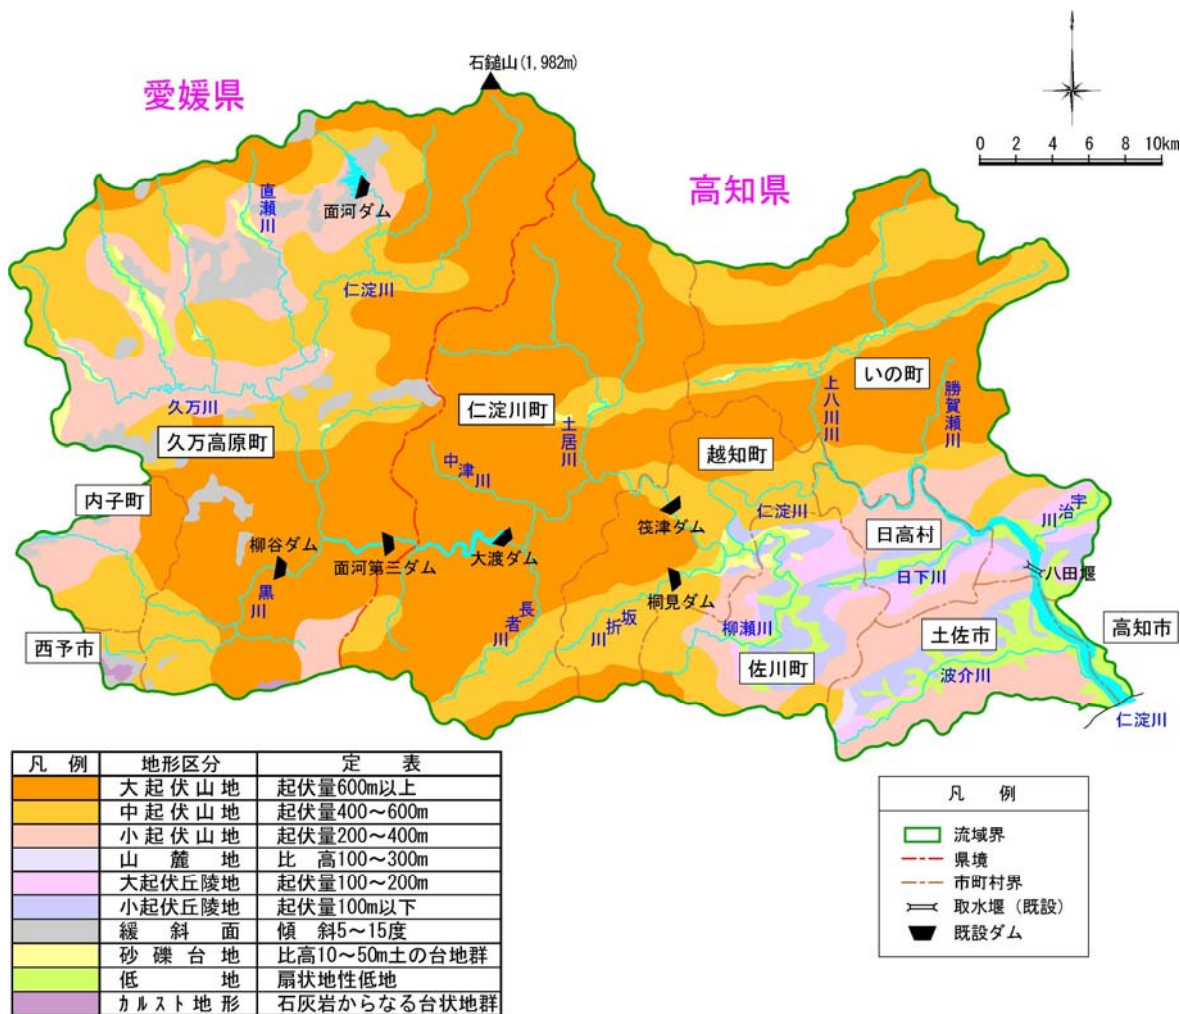 石鎚山(1,982m)
愛媛県
高知県
0 2 4 6 8 10km
直瀬川
面河ダム
仁淀川
久万川
久万高原町
仁淀川町
土居川
中津川
いの町
上八川川
勝賀瀬川
越知町
内子町
柳谷ダム
面河第三ダム
大渡ダム
筏津ダム
仁淀川
日高村
宇治川
日下川
八田堰
黒川
長者川
坂折川
桐見ダム
柳瀬川
西予市
佐川町
土佐市
波介川
高知市
仁淀川
凡 例 地形区分 定 表
大起伏山地 起伏量600m以上
中起伏山地 起伏量400～600m
小起伏山地 起伏量200～400m
山麓地 比 高100～300m
大起伏丘陵地 起伏量100～200m
小起伏丘陵地 起伏量100m以下
緩斜面 傾 斜5～15度
砂礫台地 比高10～50m土の台地群
低地 扇状地性低地
カルスト地形 石灰岩からなる台状地群
凡 例
流域界
県境
市町村界
取水堰（既設）
既設ダム